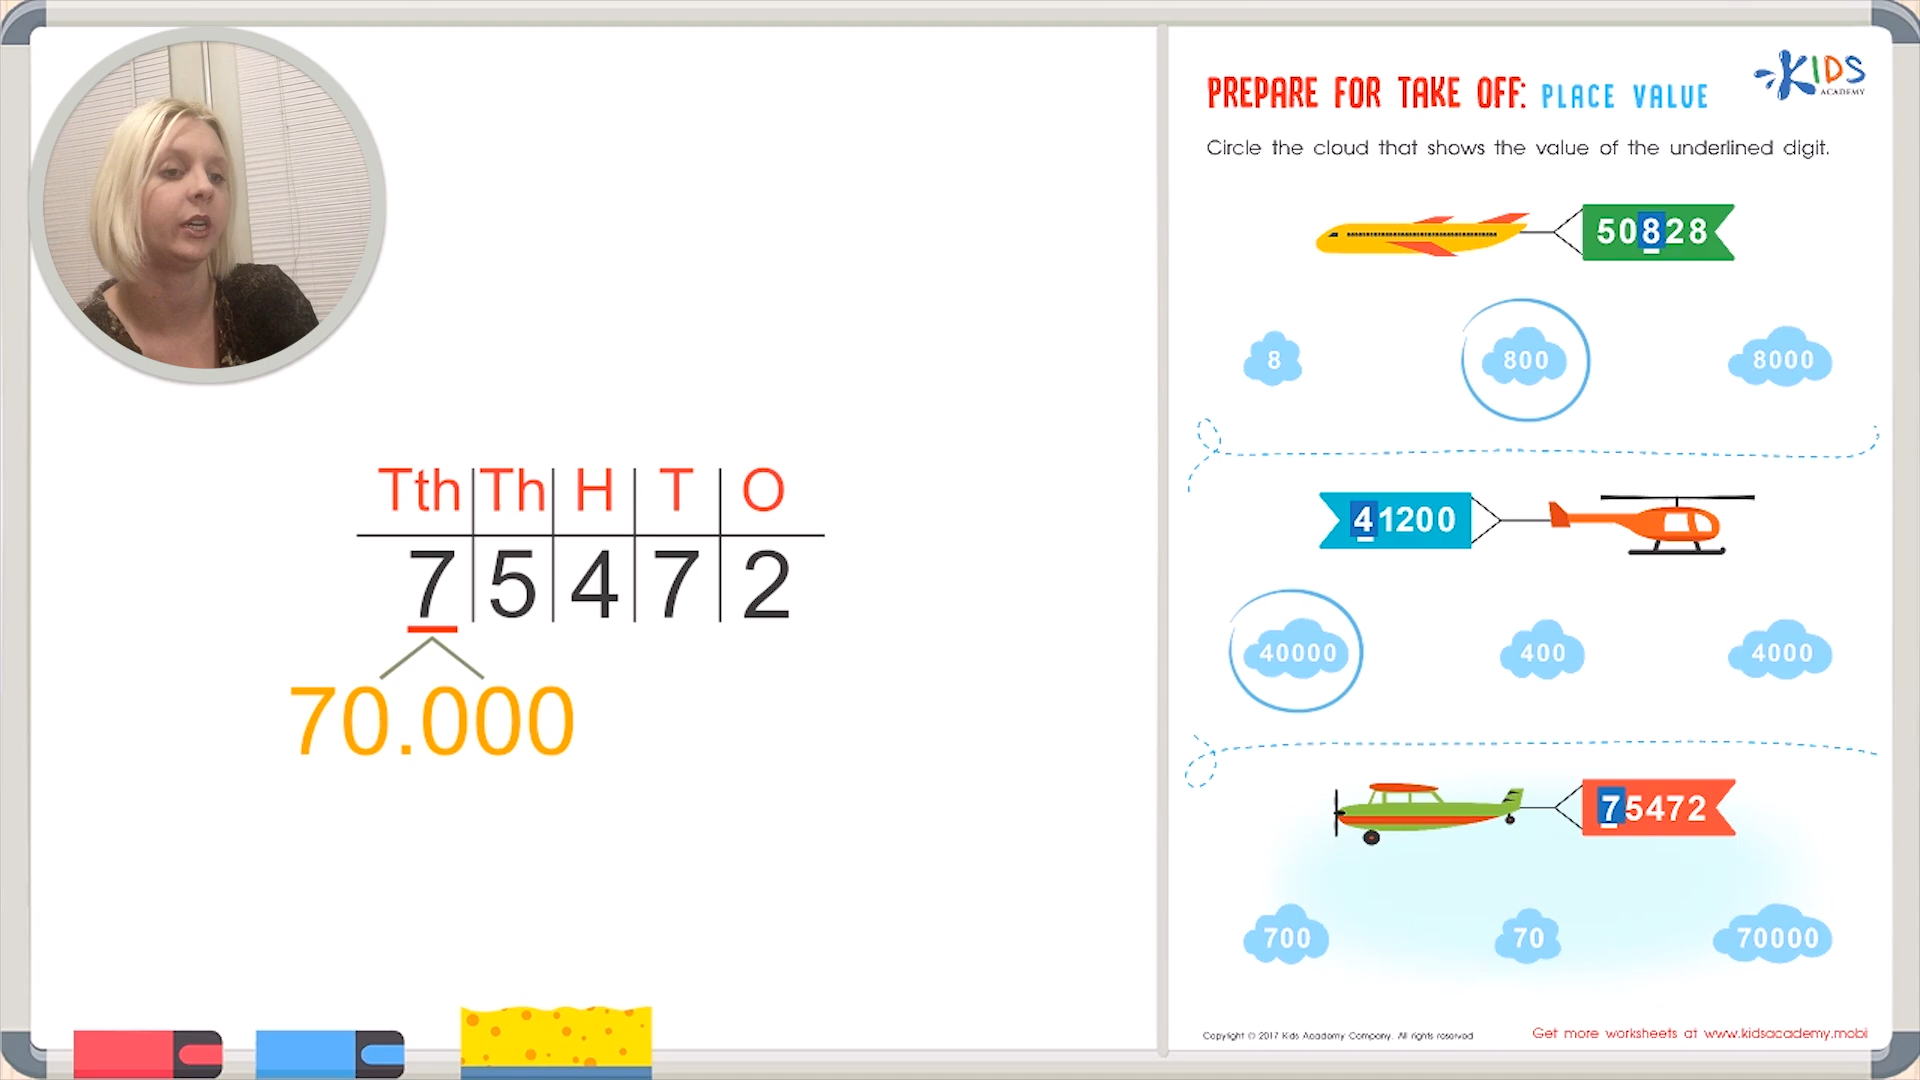 Tth Th H T O
7 5 4 7 2
70.000
KIDS
ACADEMY
PREPARE FOR TAKE OFF: PLACE VALUE
Circle the cloud that shows the value of the underlined digit.
50828
8 800 8000
41200
40000 400 4000
75472
700 70 70000
Copyright © 2017 Kids Academy Company. All rights reserved
Get more worksheets at www.kidsacademy.mobi